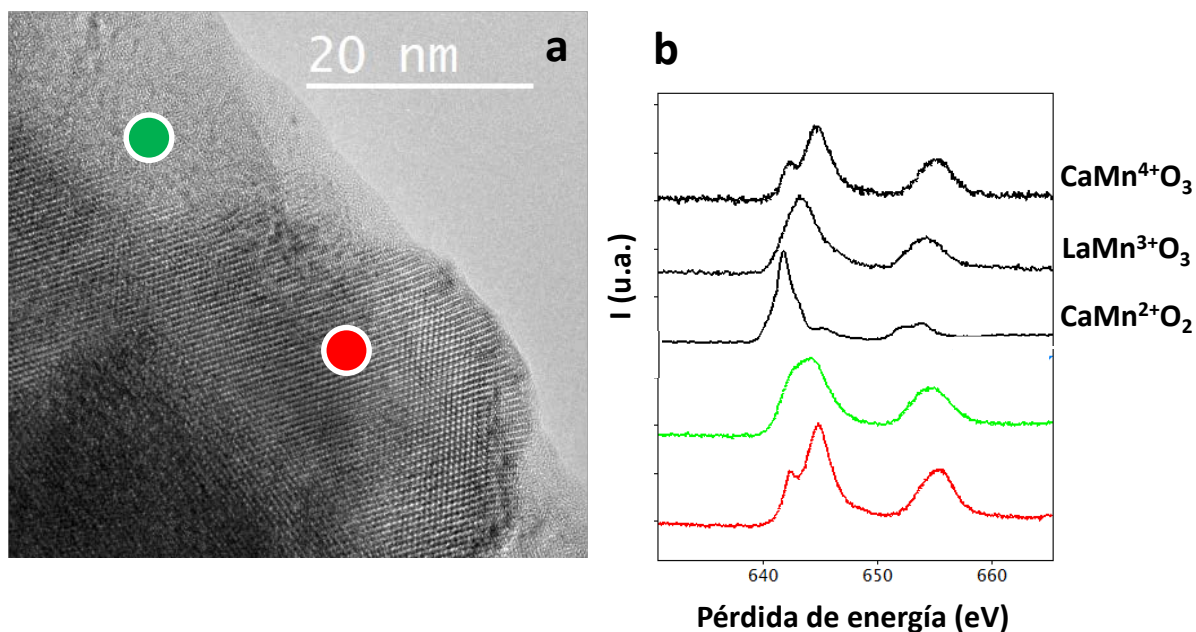 20 nm
a
b
I (u.a.)
CaMn4+O3
LaMn3+O3
CaMn2+O2
640
650
660
Pérdida de energía (eV)